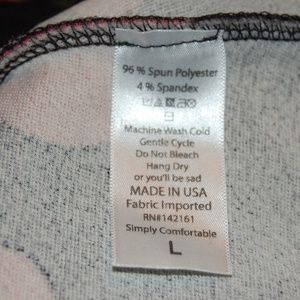 96 % Spun Polyester
4 % Spandex
Machine Wash Cold
Gentle Cycle
Do Not Bleach
Hang Dry
or you'll be sad
MADE IN USA
Fabric Imported
RN#142161
Simply Comfortable
L